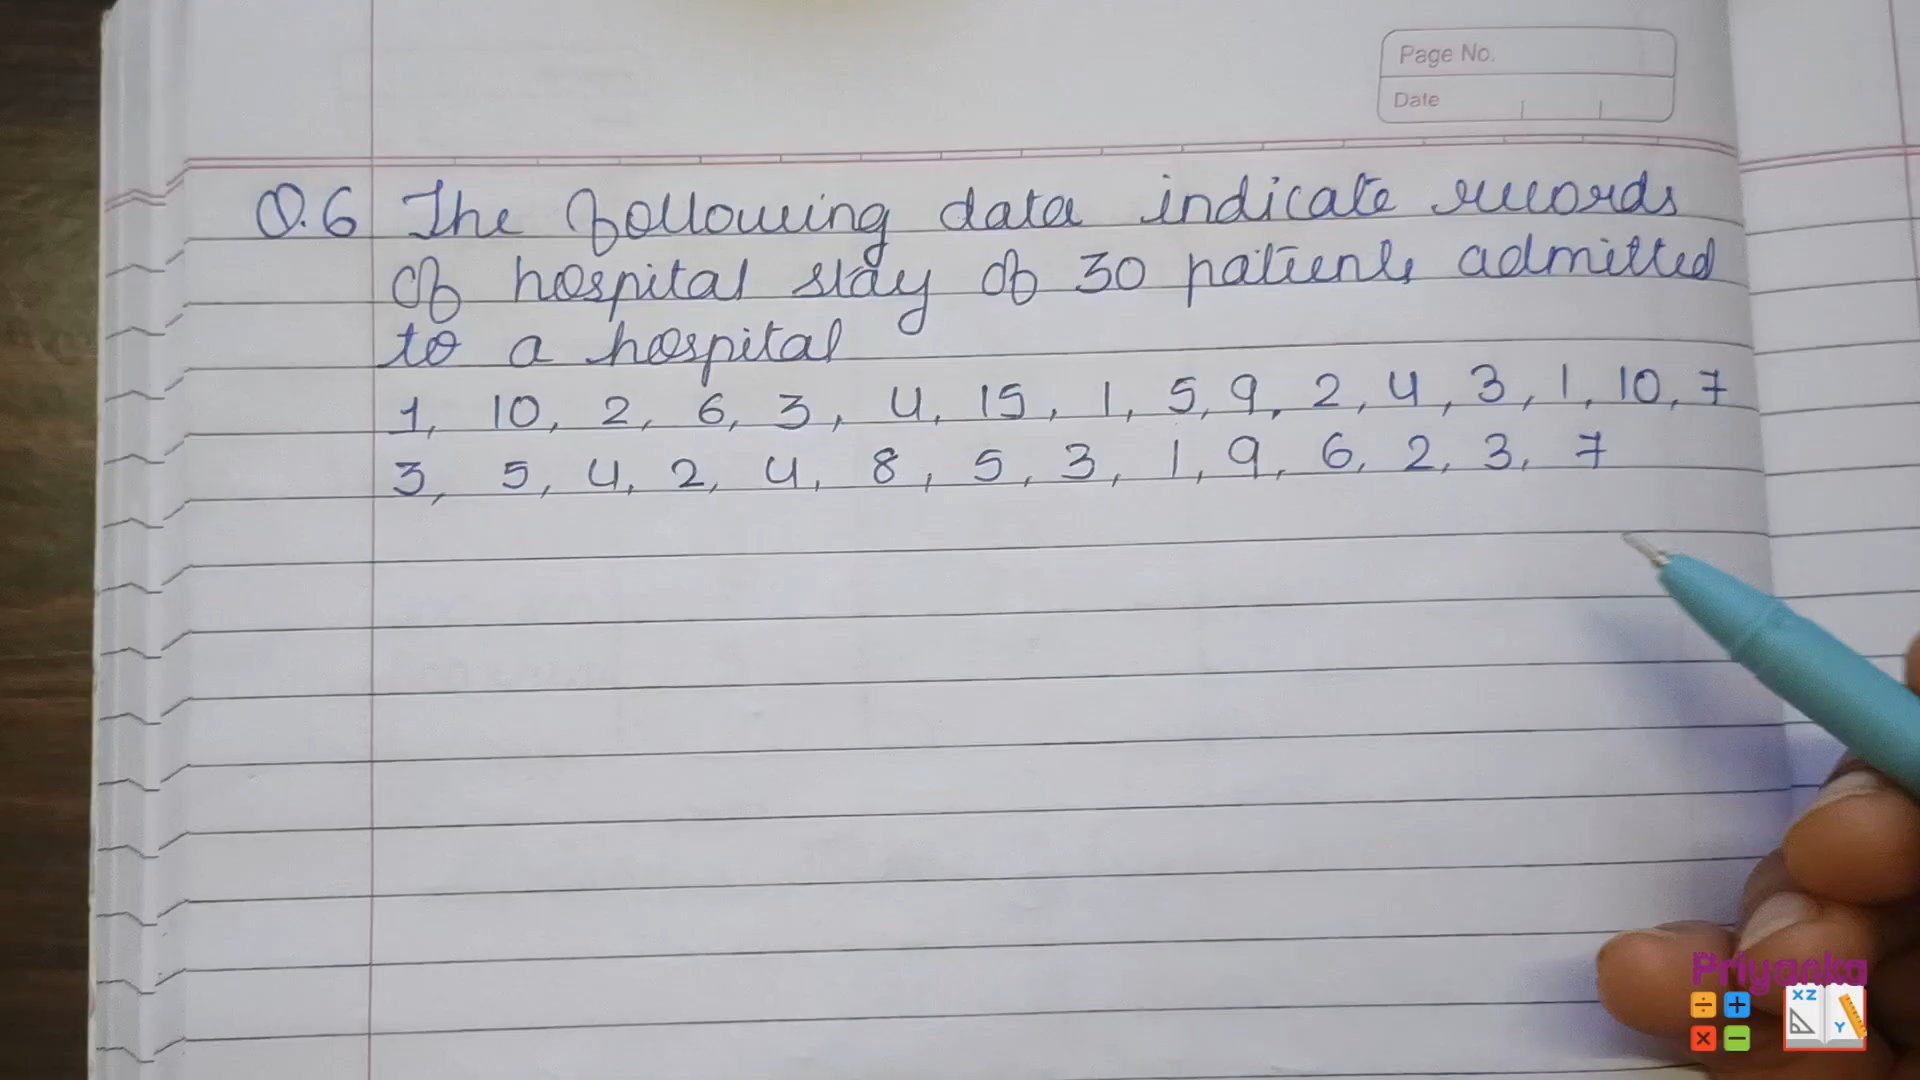 Page No.
Date
Q.6 The following data indicate records
of hospital stay of 30 patients admitted
to a hospital
1, 10, 2, 6, 3, 4, 15, 1, 5, 9, 2, 4, 3, 1, 10, 7
3, 5, 4, 2, 4, 8, 5, 3, 1, 9, 6, 2, 3, 7
Priyanka
XZ
Y